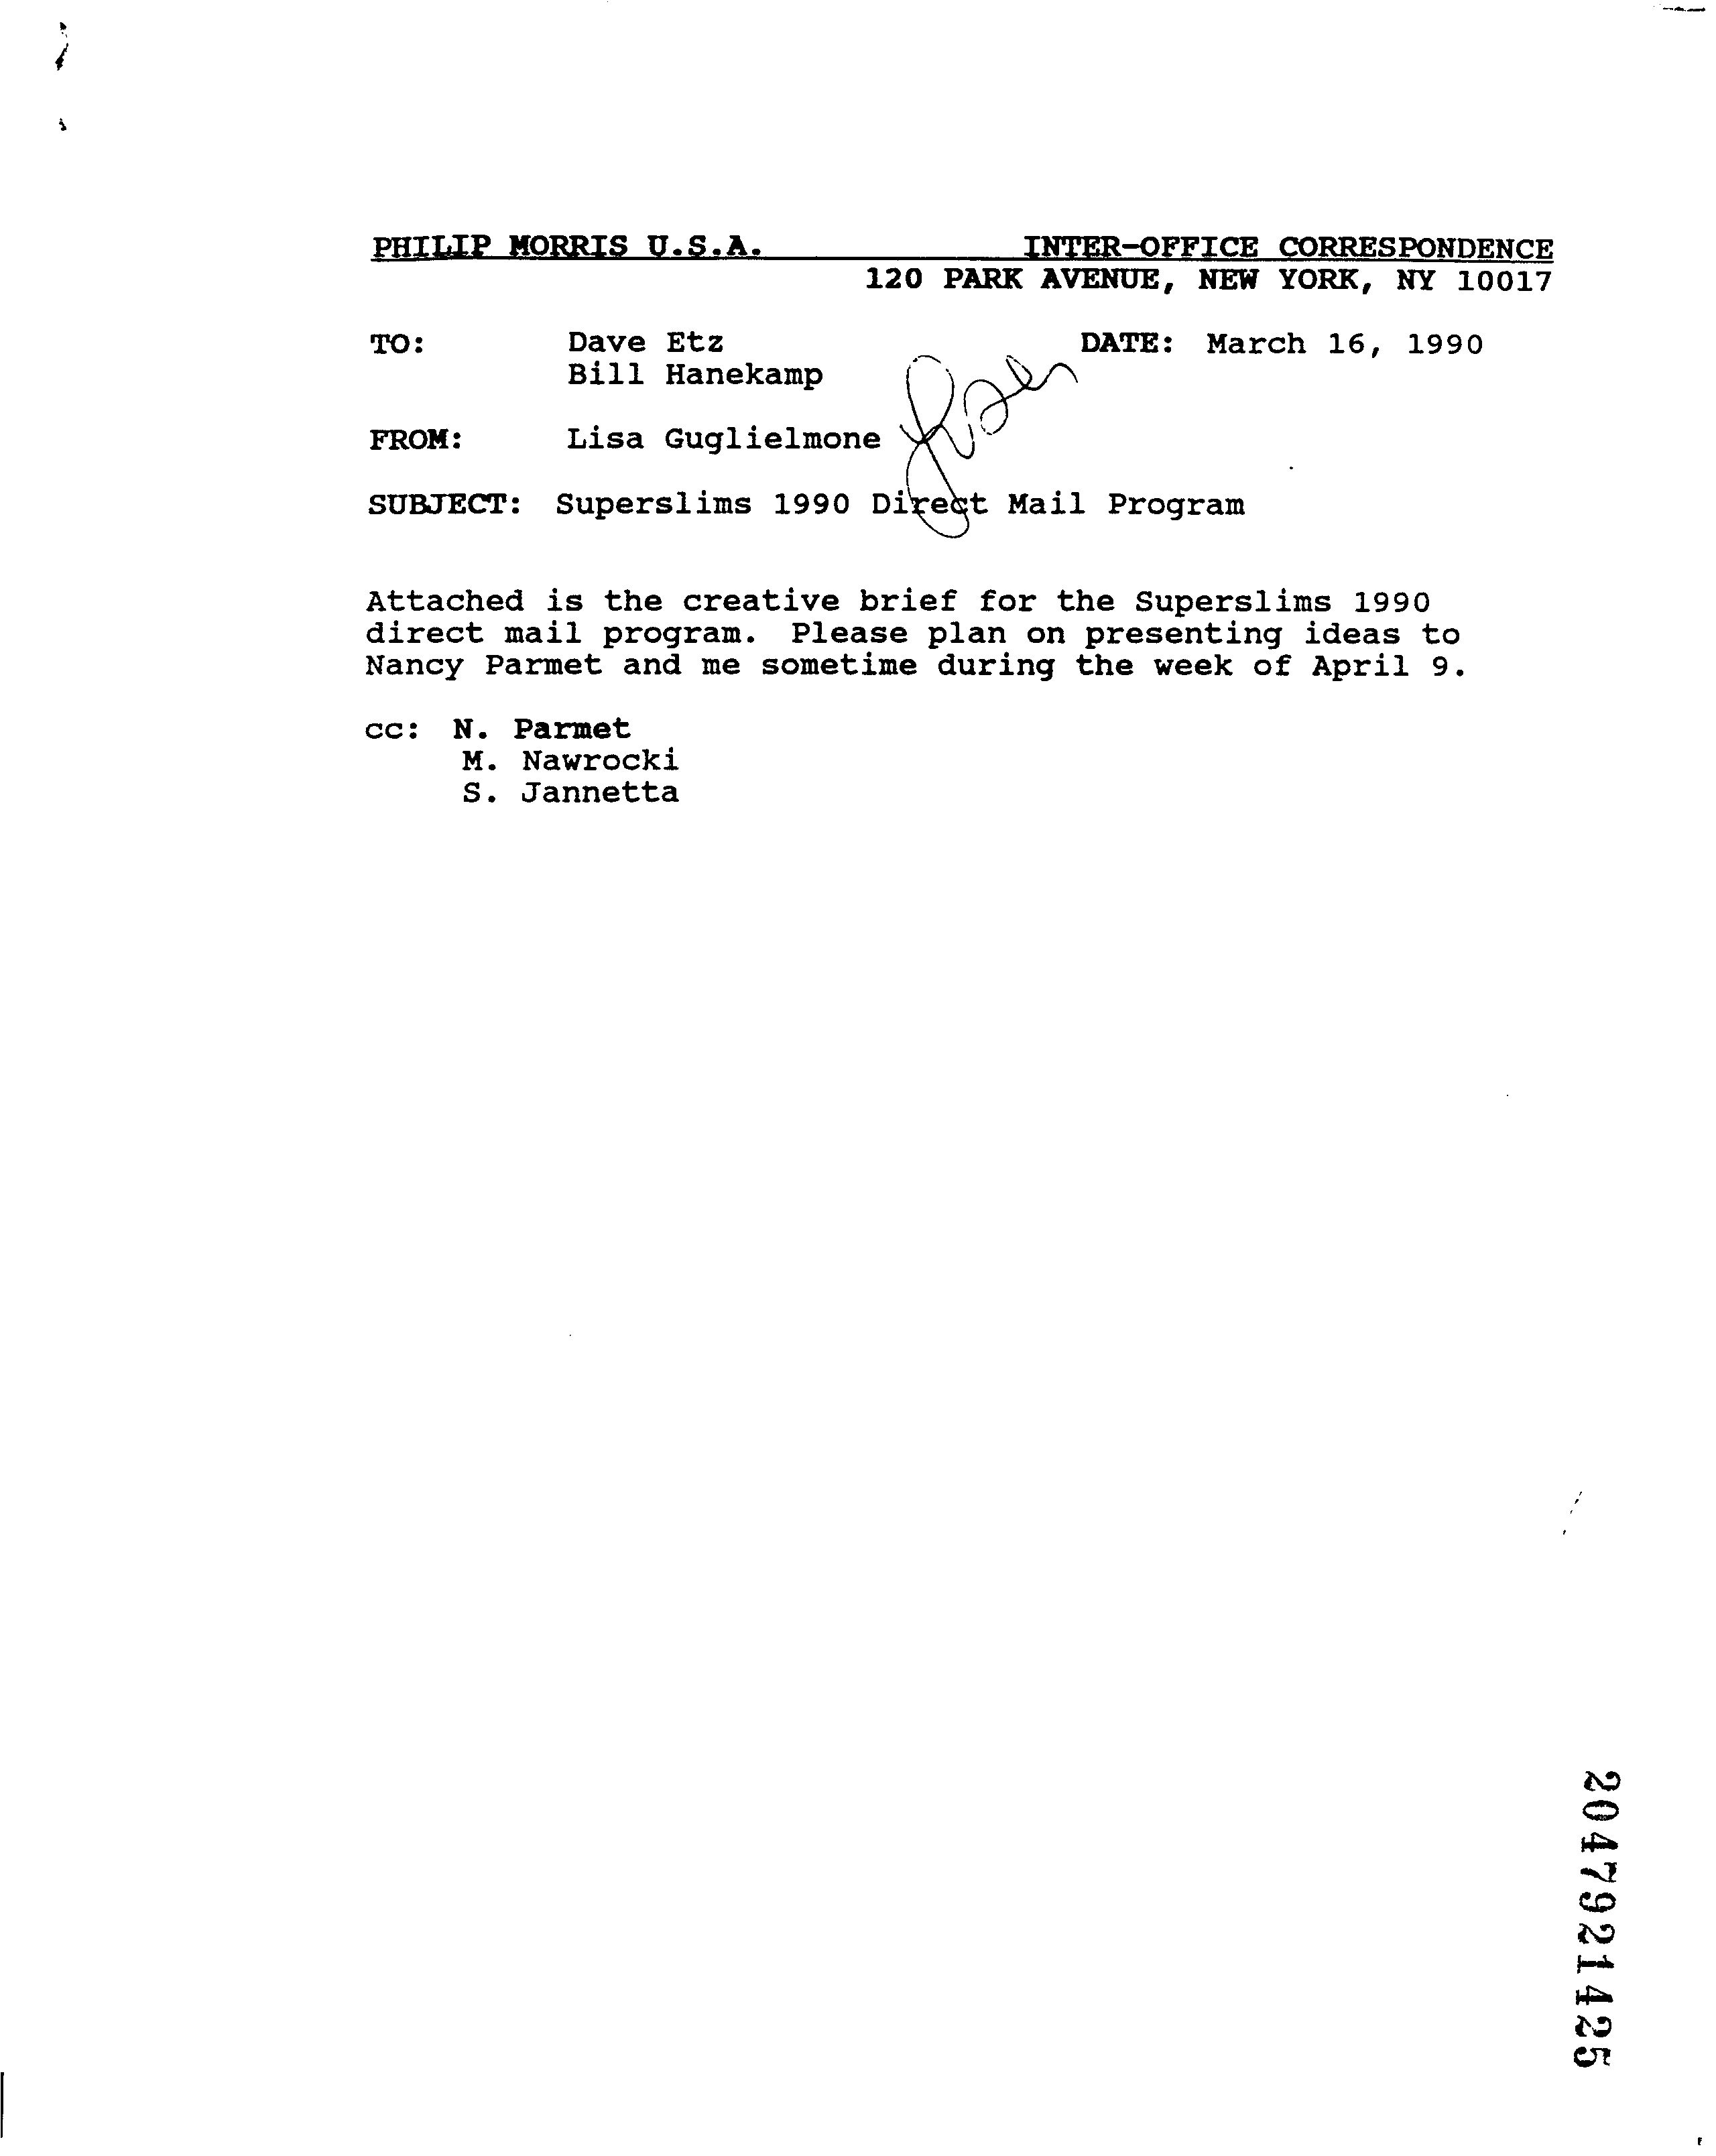 PHILIP MORRIS U.S.A. INTER-OFFICE CORRESPONDENCE
120 PARK AVENUE, NEW YORK, NY 10017
TO: Dave Etz DATE: March 16, 1990
Bill Hanekamp
FROM: Lisa Guglielmone Lisa
SUBJECT: Superslims 1990 Direct Mail Program
Attached is the creative brief for the Superslims 1990
direct mail program. Please plan on presenting ideas to
Nancy Parmet and me sometime during the week of April 9.
cc: N. Parmet
M. Nawrocki
S. Jannetta
2047921425